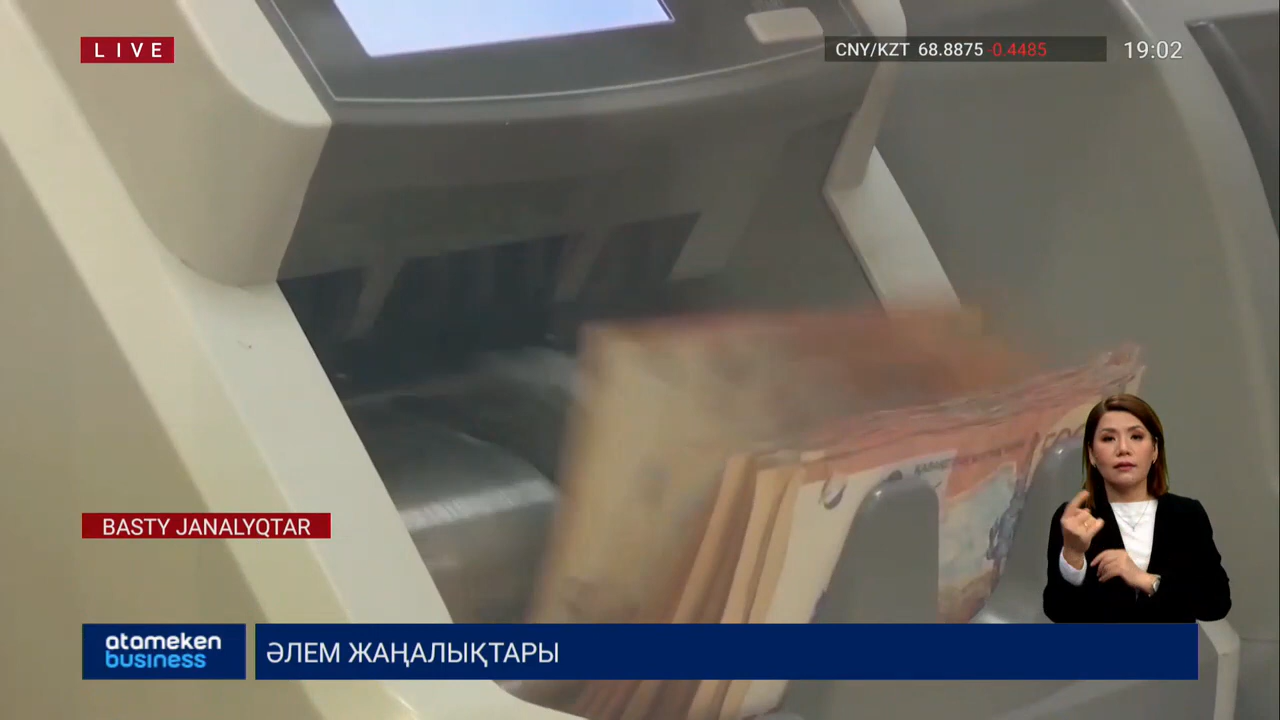 LIVE
CNY/KZT 68.8875 -0.4485
19:02
BASTY JANALYQTAR
atameken
business
ӘЛЕМ ЖАҢАЛЫҚТАРЫ